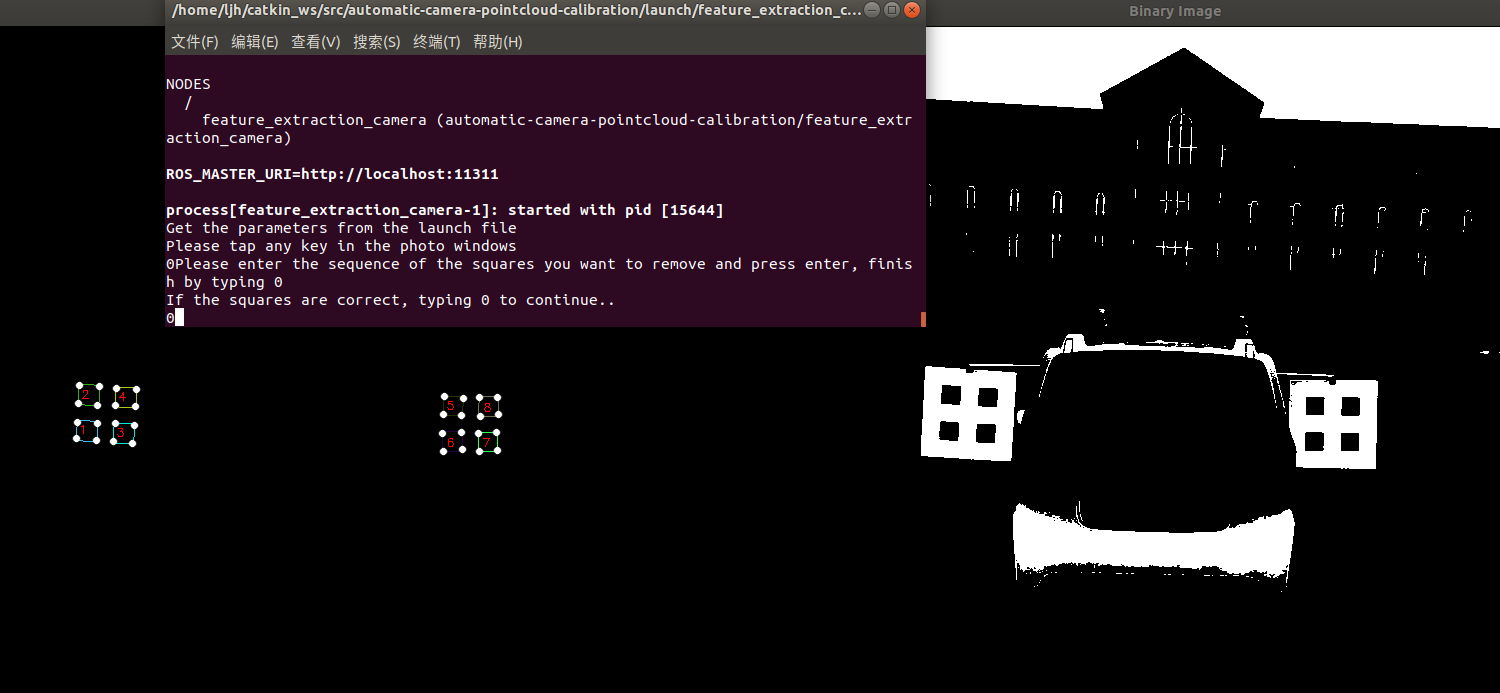 /home/ljh/catkin_ws/src/automatic-camera-pointcloud-calibration/launch/feature_extraction_c...
Binary Image
文件(F) 编辑(E) 查看(V) 搜索(S) 终端(T) 帮助(H)
NODES
/
feature_extraction_camera (automatic-camera-pointcloud-calibration/feature_extr
action_camera)
ROS_MASTER_URI=http://localhost:11311
process[feature_extraction_camera-1]: started with pid [15644]
Get the parameters from the launch file
Please tap any key in the photo windows
0Please enter the sequence of the squares you want to remove and press enter, finis
h by typing 0
If the squares are correct, typing 0 to continue..
0
2 4
1 3
5 8
6 7